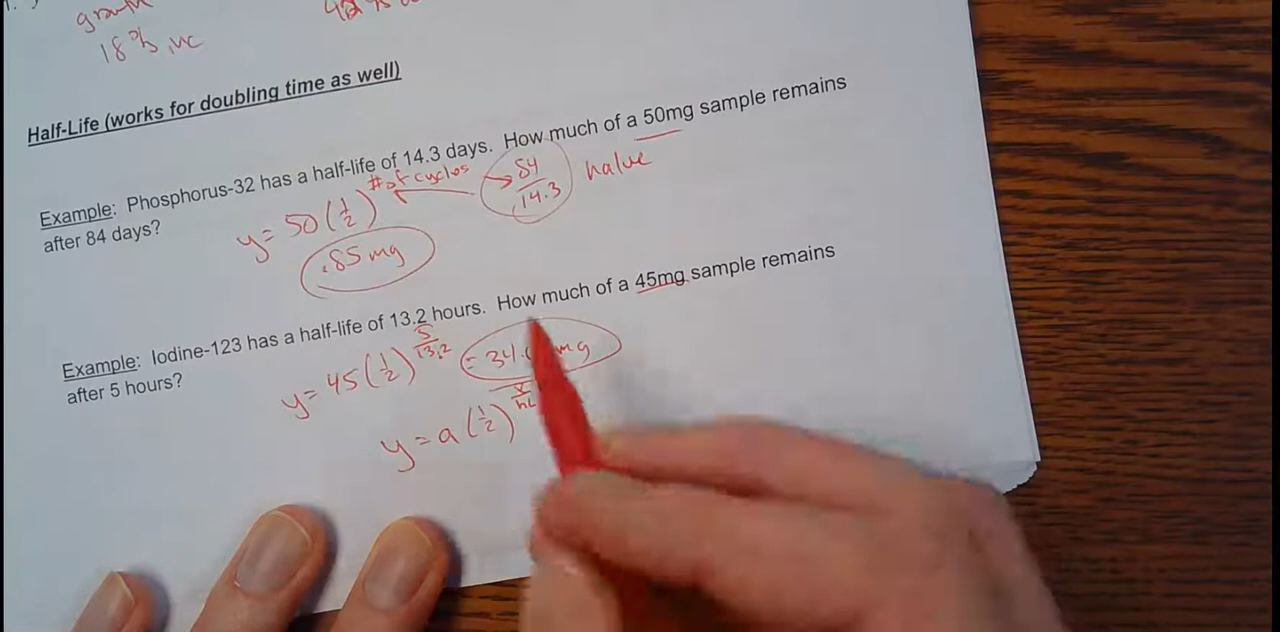 18%, inc
Half-Life (works for doubling time as well)
Example: Phosphorus-32 has a half-life of 14.3 days. How much of a 50mg sample remains
after 84 days?
# of cycles
84/14.3
halve
y = 50(1/2)
.85 mg
Example: Iodine-123 has a half-life of 13.2 hours. How much of a 45mg sample remains
after 5 hours?
y = 45(1/2)^5/13.2 = 34. mg
y = a(1/2)^x/hL